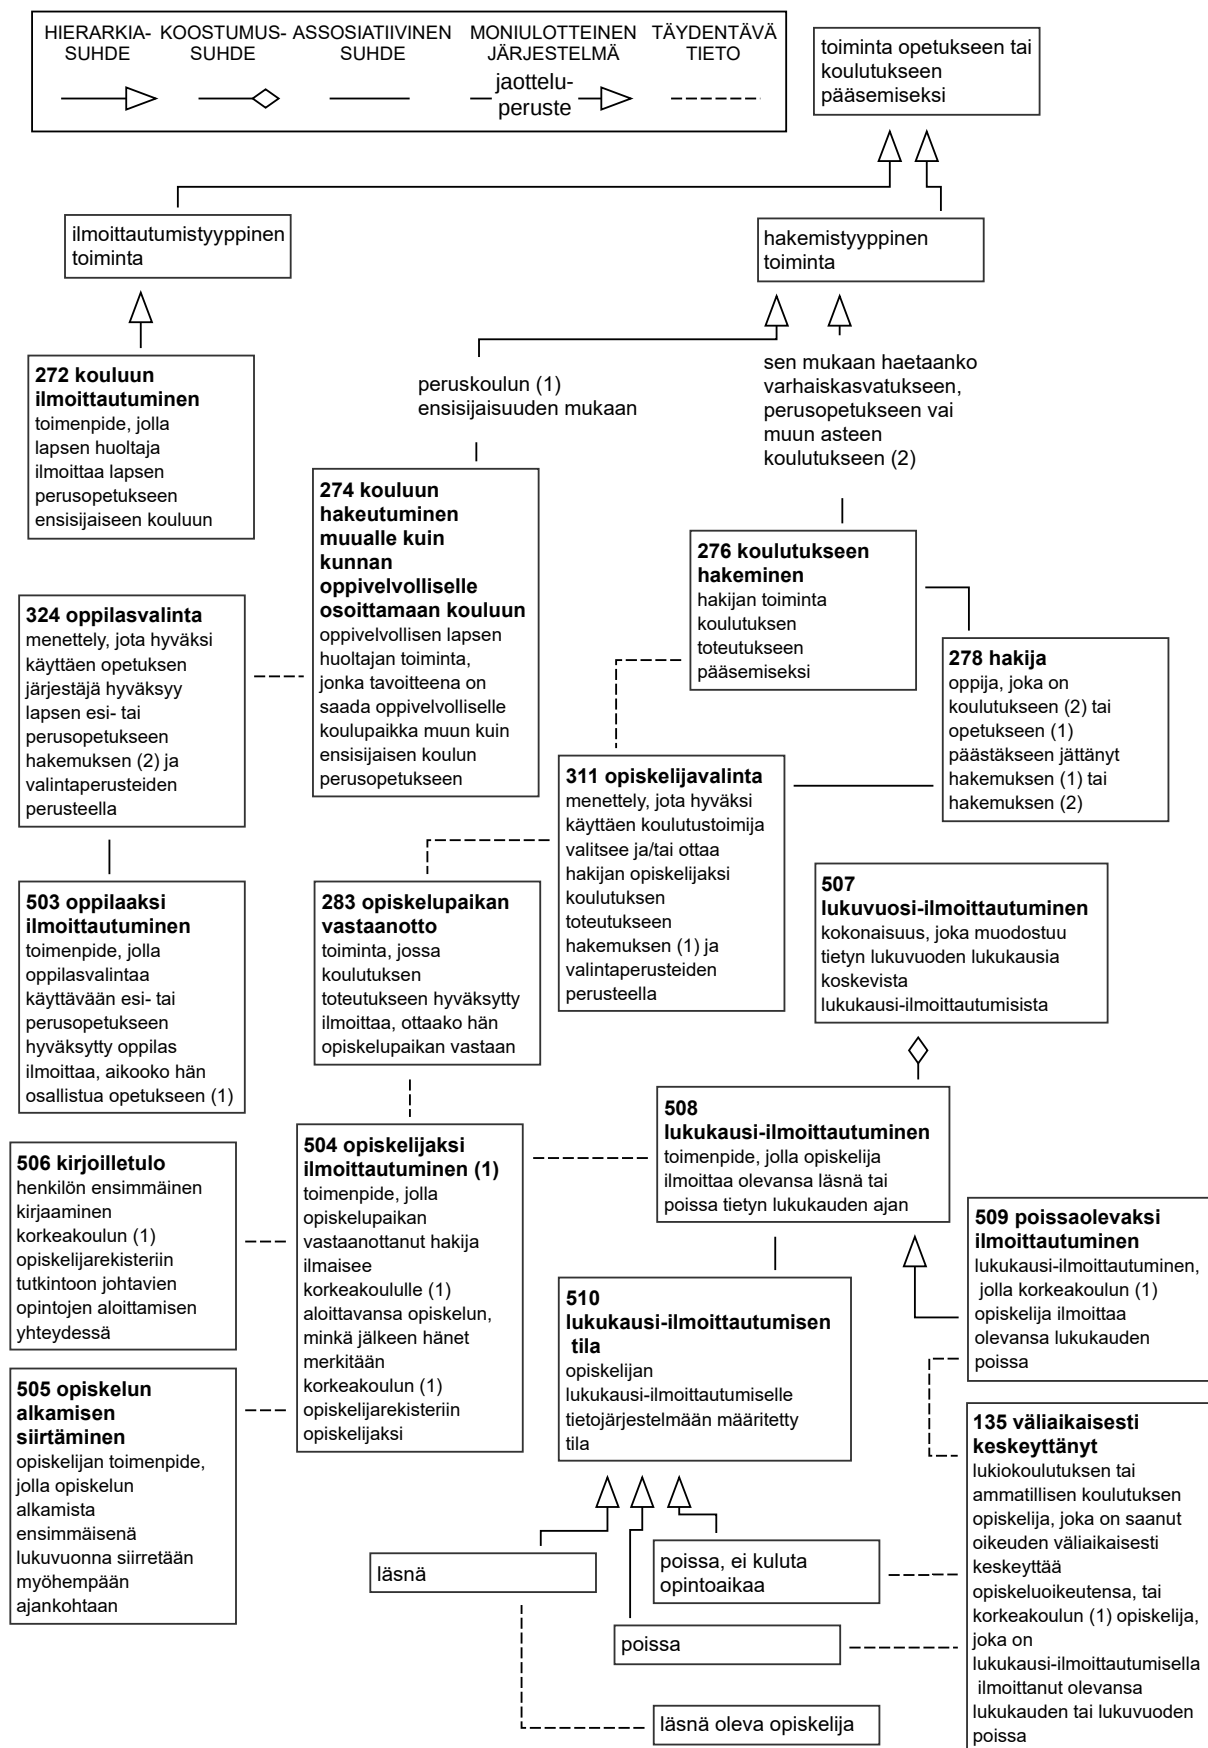 HIERARKIA-
SUHDE
KOOSTUMUS-
SUHDE
ASSOSIATIIVINEN
SUHDE
MONIULOTTEINEN
JÄRJESTELMÄ
TÄYDENTÄVÄ
TIETO
jaottelu-
peruste
toiminta opetukseen tai
koulutukseen
pääsemiseksi
ilmoittautumistyyppinen
toiminta
hakemistyyppinen
toiminta
272 kouluun
ilmoittautuminen
toimenpide, jolla
lapsen huoltaja
ilmoittaa lapsen
perusopetukseen
ensisijaiseen kouluun
peruskoulun (1)
ensisijaisuuden mukaan
sen mukaan haetaanko
varhaiskasvatukseen,
perusopetukseen vai
muun asteen
koulutukseen (2)
274 kouluun
hakeutuminen
muualle kuin
kunnan
oppivelvolliselle
osoittamaan kouluun
oppivelvollisen lapsen
huoltajan toiminta,
jonka tavoitteena on
saada oppivelvolliselle
koulupaikka muun kuin
ensisijaisen koulun
perusopetukseen
276 koulutukseen
hakeminen
hakijan toiminta
koulutuksen
toteutukseen
pääsemiseksi
324 oppilasvalinta
menettely, jota hyväksi
käyttäen opetuksen
järjestäjä hyväksyy
lapsen esi- tai
perusopetukseen
hakemuksen (2) ja
valintaperusteiden
perusteella
278 hakija
oppija, joka on
koulutukseen (2) tai
opetukseen (1)
päästäkseen jättänyt
hakemuksen (1) tai
hakemuksen (2)
311 opiskelijavalinta
menettely, jota hyväksi
käyttäen koulutustoimija
valitsee ja/tai ottaa
hakijan opiskelijaksi
koulutuksen
toteutukseen
hakemuksen (1) ja
valintaperusteiden
perusteella
503 oppilaaksi
ilmoittautuminen
toimenpide, jolla
oppilasvalintaa
käyttävään esi- tai
perusopetukseen
hyväksytty oppilas
ilmoittaa, aikooko hän
osallistua opetukseen (1)
283 opiskelupaikan
vastaanotto
toiminta, jossa
koulutuksen
toteutukseen hyväksytty
ilmoittaa, ottaako hän
opiskelupaikan vastaan
507
lukuvuosi-ilmoittautuminen
kokonaisuus, joka muodostuu
tietyn lukuvuoden lukukausia
koskevista
lukukausi-ilmoittautumisista
508
lukukausi-ilmoittautuminen
toimenpide, jolla opiskelija
ilmoittaa olevansa läsnä tai
poissa tietyn lukukauden ajan
506 kirjoilletulo
henkilön ensimmäinen
kirjaaminen
korkeakoulun (1)
opiskelijarekisteriin
tutkintoon johtavien
opintojen aloittamisen
yhteydessä
504 opiskelijaksi
ilmoittautuminen (1)
toimenpide, jolla
opiskelupaikan
vastaanottanut hakija
ilmaisee
korkeakoululle (1)
aloittavansa opiskelun,
minkä jälkeen hänet
merkitään
korkeakoulun (1)
opiskelijarekisteriin
opiskelijaksi
509 poissaolevaksi
ilmoittautuminen
lukukausi-ilmoittautuminen,
jolla korkeakoulun (1)
opiskelija ilmoittaa
olevansa lukukauden
poissa
510
lukukausi-ilmoittautumisen
tila
opiskelijan
lukukausi-ilmoittautumiselle
tietojärjestelmään määritetty
tila
505 opiskelun
alkamisen
siirtäminen
opiskelijan toimenpide,
jolla opiskelun
alkamista
ensimmäisenä
lukuvuonna siirretään
myöhempään
ajankohtaan
135 väliaikaisesti
keskeyttänyt
lukiokoulutuksen tai
ammatillisen koulutuksen
opiskelija, joka on saanut
oikeuden väliaikaisesti
keskeyttää
opiskeluoikeutensa, tai
korkeakoulun (1) opiskelija,
joka on
lukukausi-ilmoittautumisella
ilmoittanut olevansa
lukukauden tai lukuvuoden
poissa
läsnä
poissa, ei kuluta
opintoaikaa
poissa
läsnä oleva opiskelija